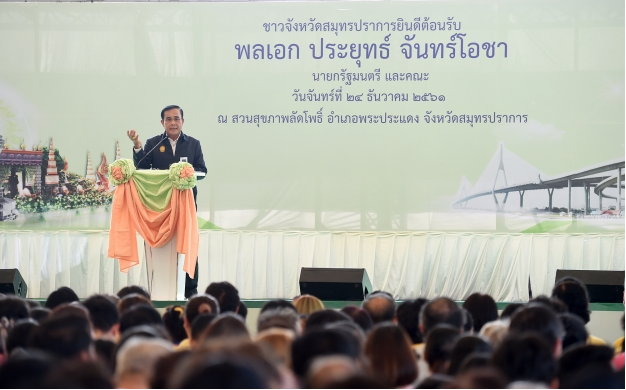 ชาวจังหวัดสมุทรปราการยินดีต้อนรับ
พลเอก ประยุทธ์ จันทร์โอชา
นายกรัฐมนตรี และคณะ
วันจันทร์ที่ ๒๔ ธันวาคม ๒๕๖๑
ณ สวนสุขภาพลัดโพธิ์ อำเภอพระประแดง จังหวัดสมุทรปราการ